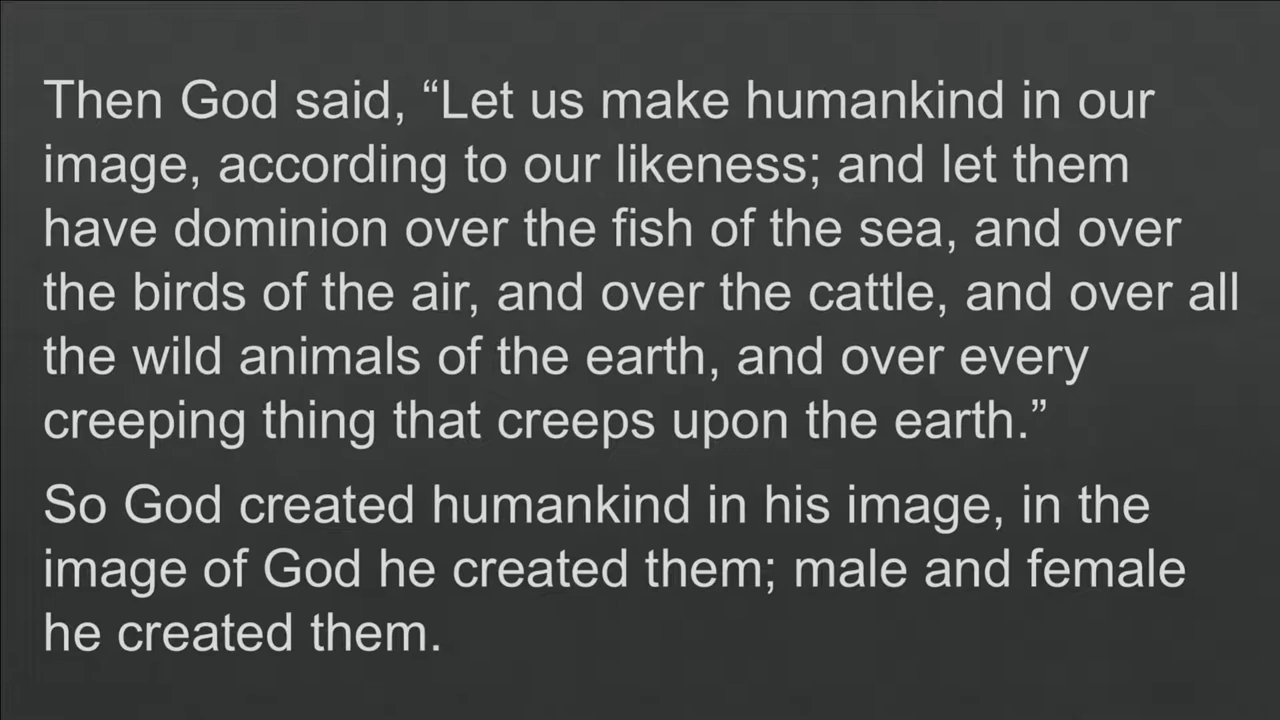 Then God said, “Let us make humankind in our
image, according to our likeness; and let them
have dominion over the fish of the sea, and over
the birds of the air, and over the cattle, and over all
the wild animals of the earth, and over every
creeping thing that creeps upon the earth.”
So God created humankind in his image, in the
image of God he created them; male and female
he created them.